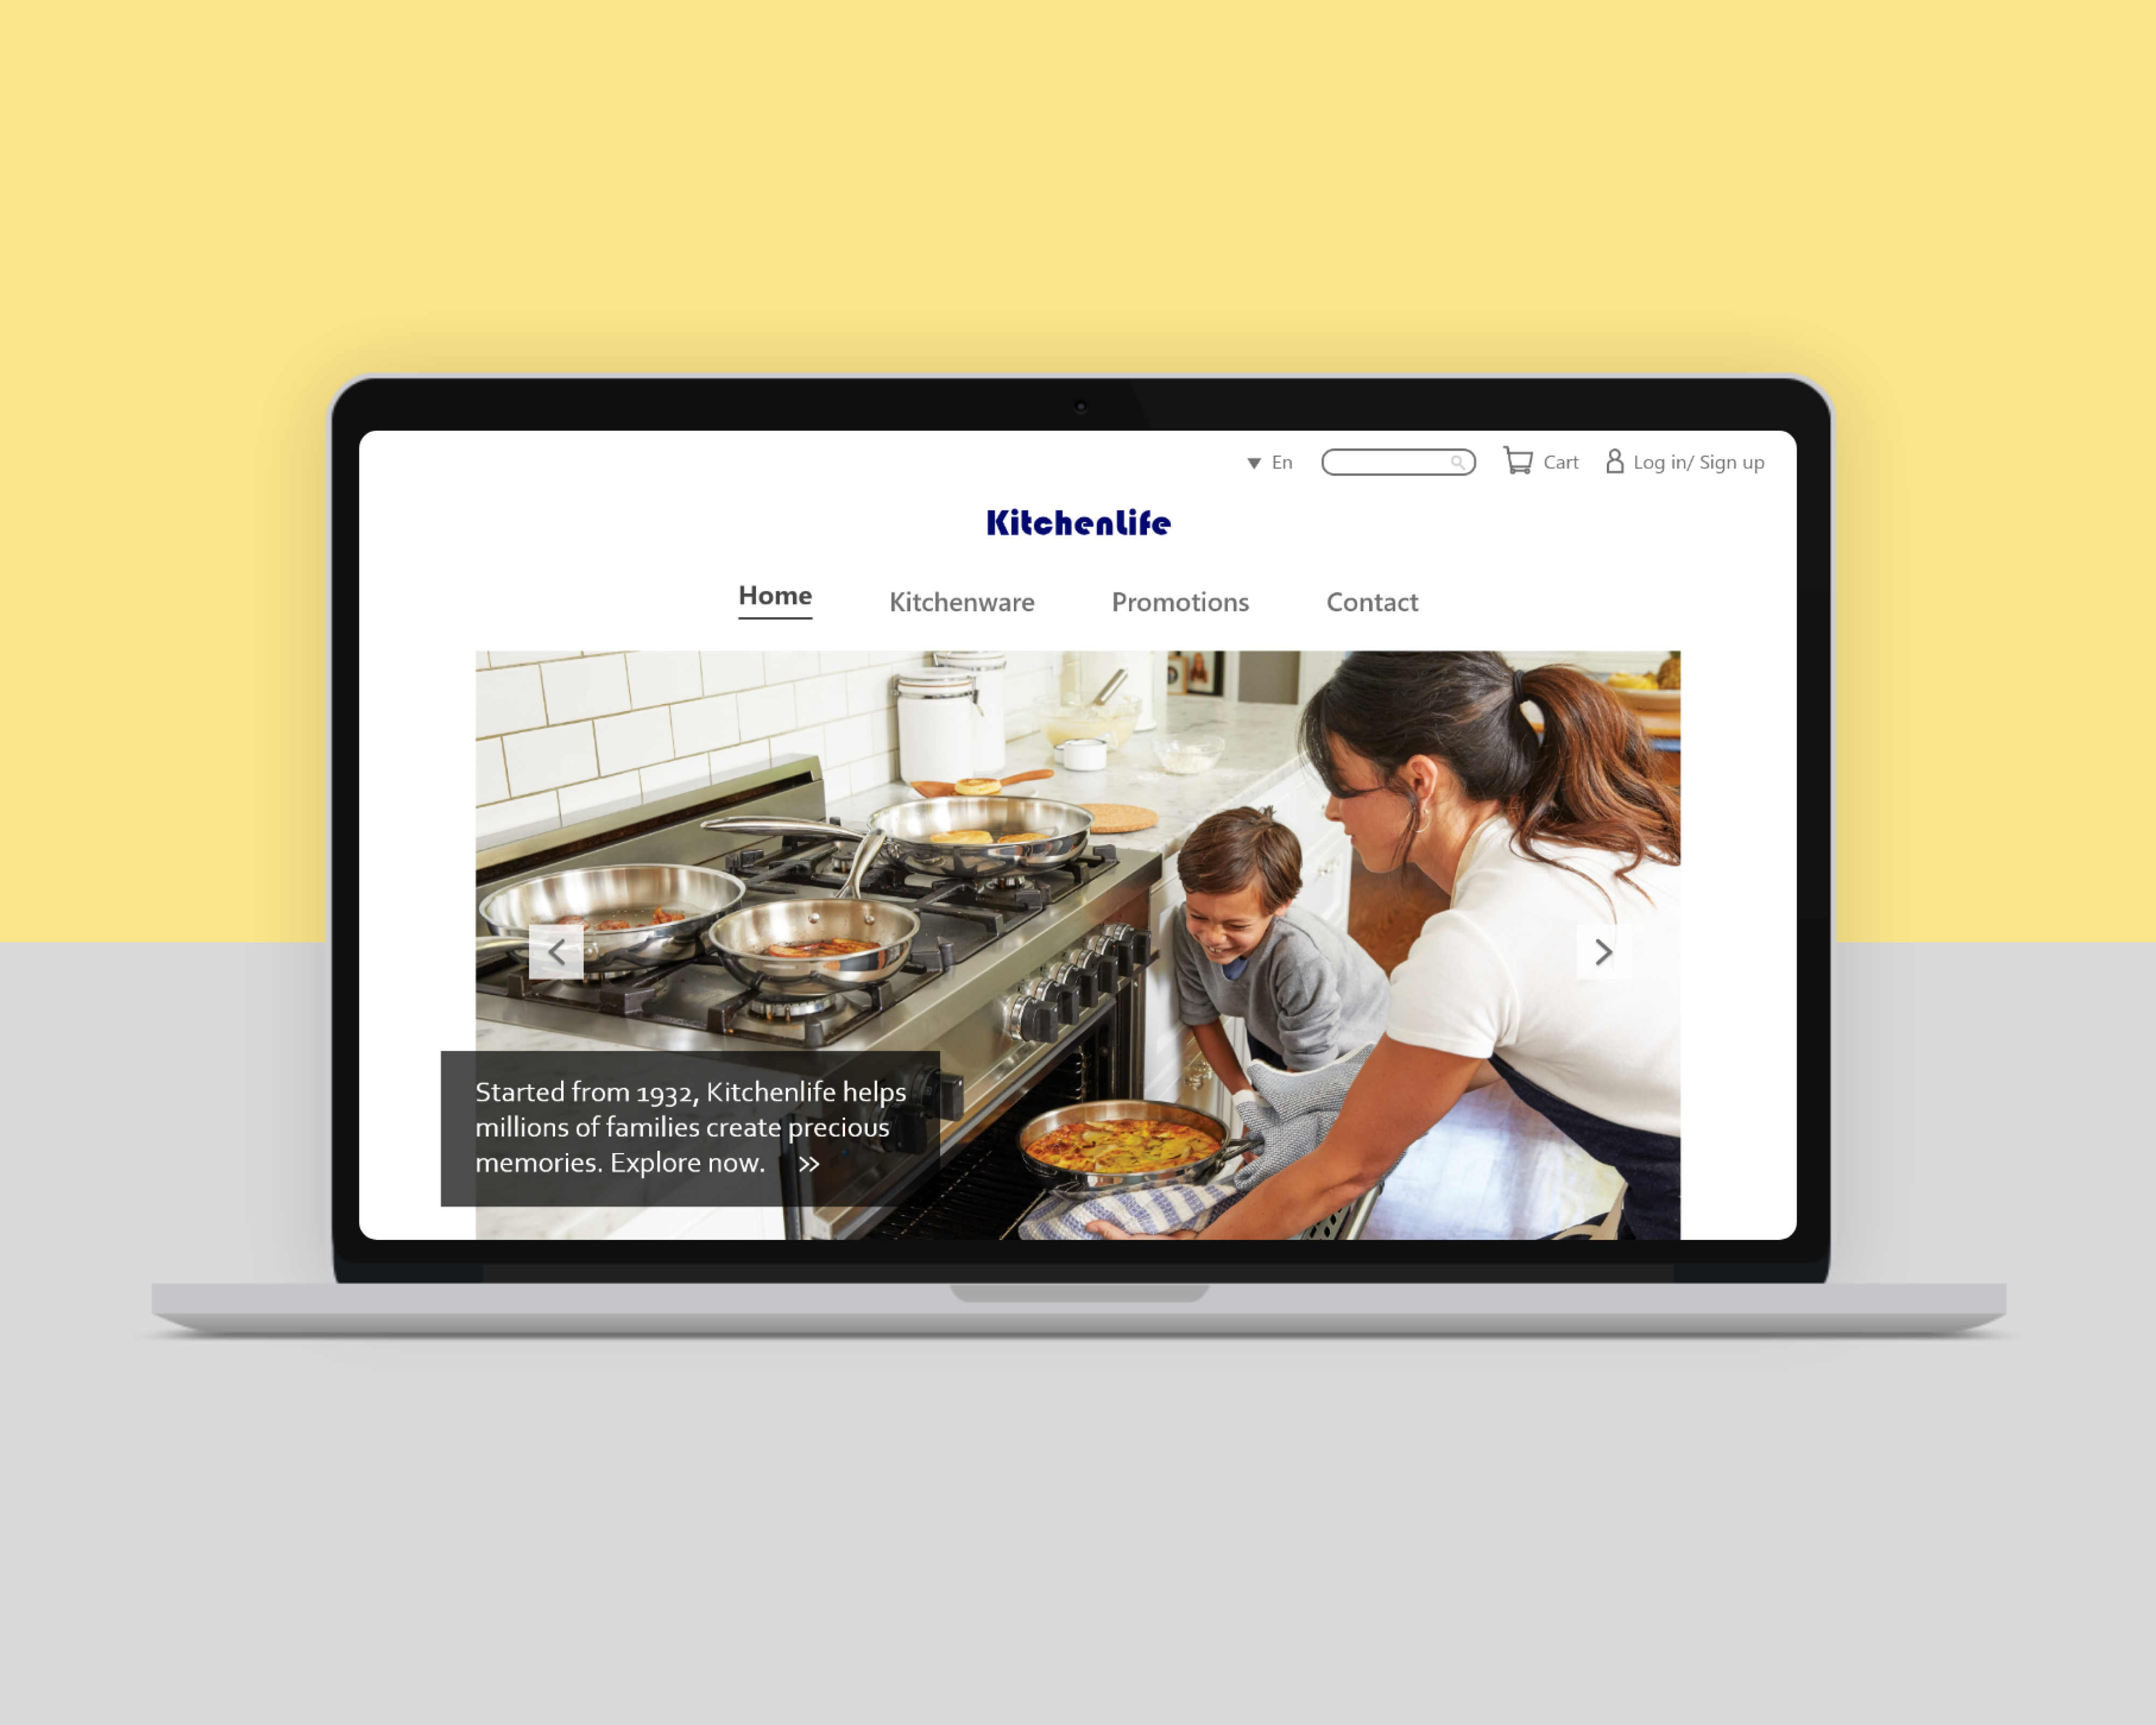 En
Cart
Log in/ Sign up
KitchenLife
Home
Kitchenware
Promotions
Contact
Started from 1932, Kitchenlife helps
millions of families create precious
memories. Explore now. »